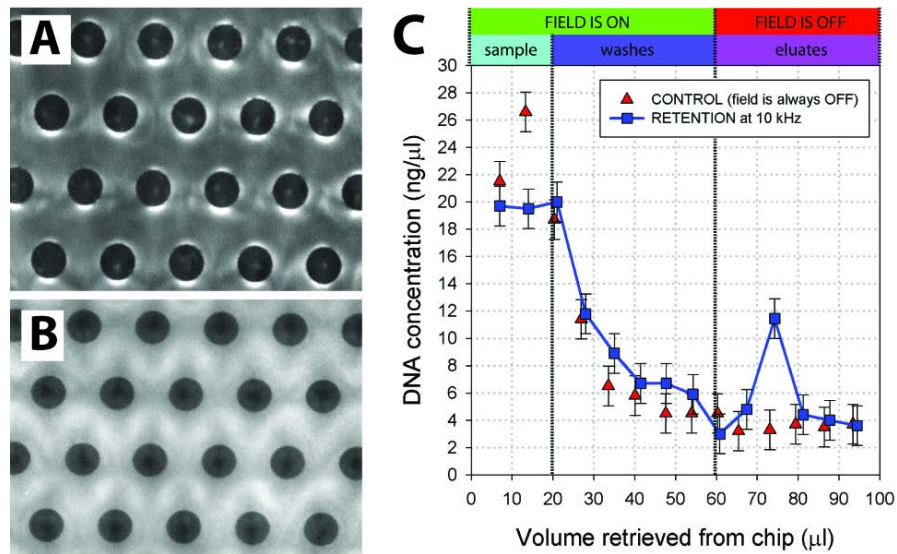 A
B
C
FIELD IS ON FIELD IS OFF
sample washes eluates
CONTROL (field is always OFF)
RETENTION at 10 kHz
DNA concentration (ng/µl)
30
28
26
24
22
20
18
16
14
12
10
8
6
4
2
0
0 10 20 30 40 50 60 70 80 90 100
Volume retrieved from chip (µl)